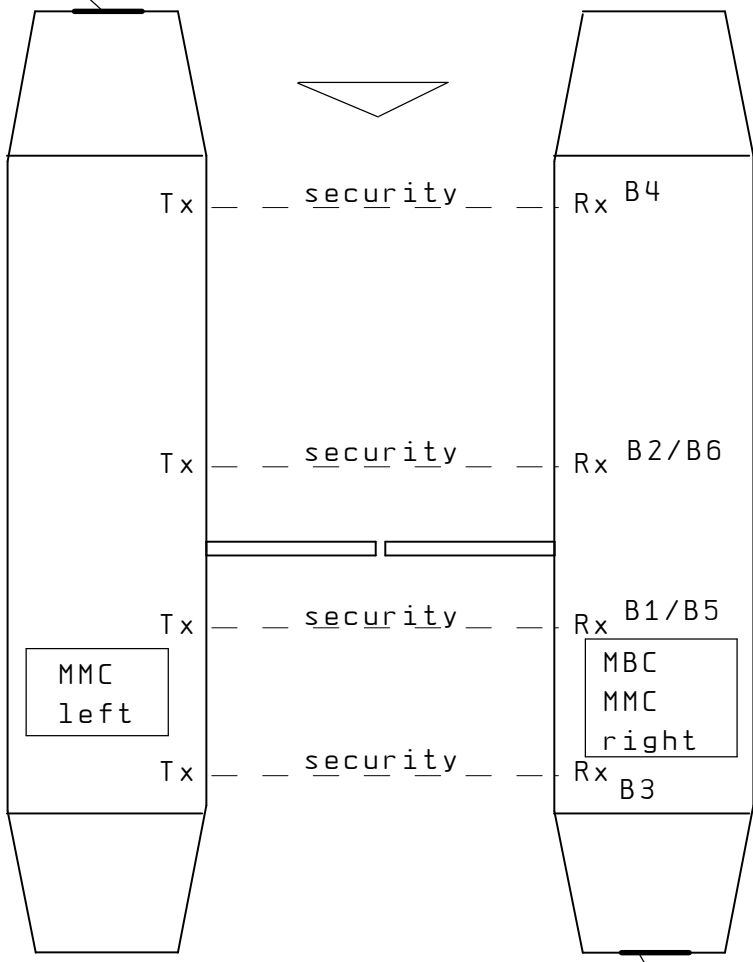 Tx security Rx B4
Tx security Rx B2/B6
Tx security Rx B1/B5
MMC
left
MBC
MMC
right
Tx security Rx B3